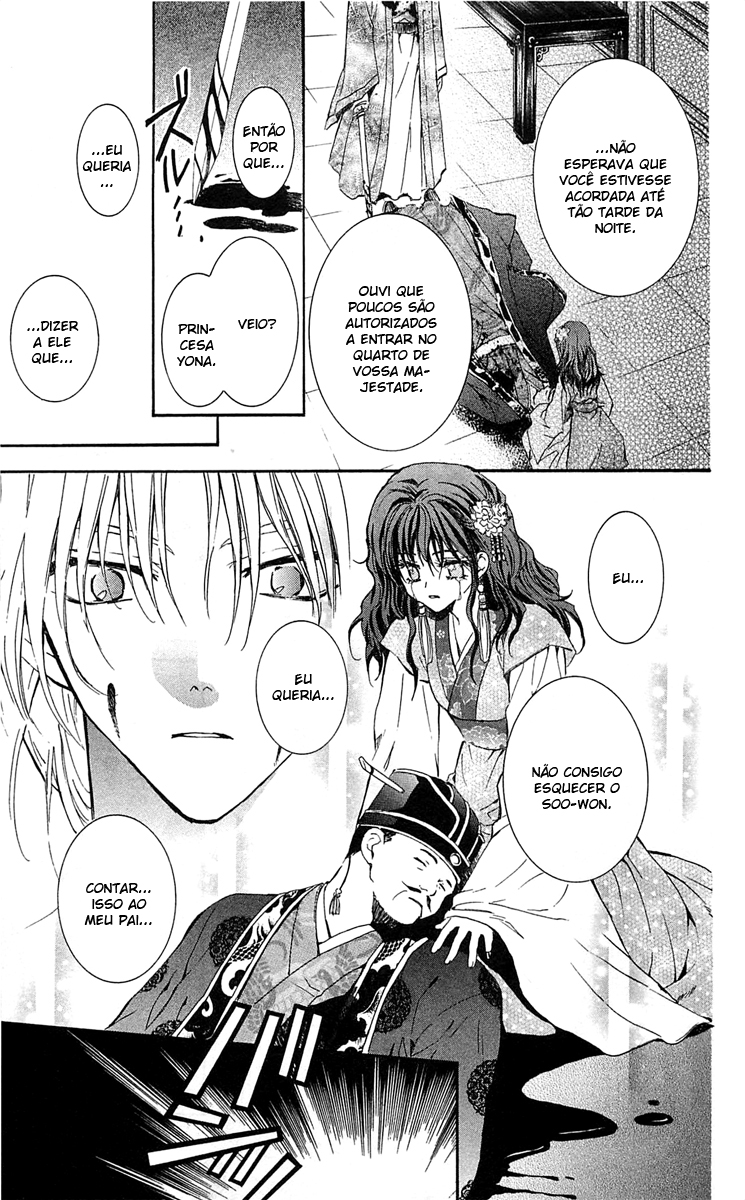 ...NÃO
ESPERAVA QUE
VOCÊ ESTIVESSE
ACORDADA ATÉ
TÃO TARDE DA
NOITE.
OUVI QUE
POUCOS SÃO
AUTORIZADOS
A ENTRAR NO
QUARTO DE
VOSSA MA-
JESTADE.
ENTÃO
POR
QUE...
VEIO?
PRIN-
CESA
YONA.
ズル
...EU
QUERIA
...
...DIZER
A ELE
QUE...
EU...
NÃO CONSIGO
ESQUECER O
SOO-WON.
EU
QUERIA...
CONTAR...
ISSO AO
MEU PAI...